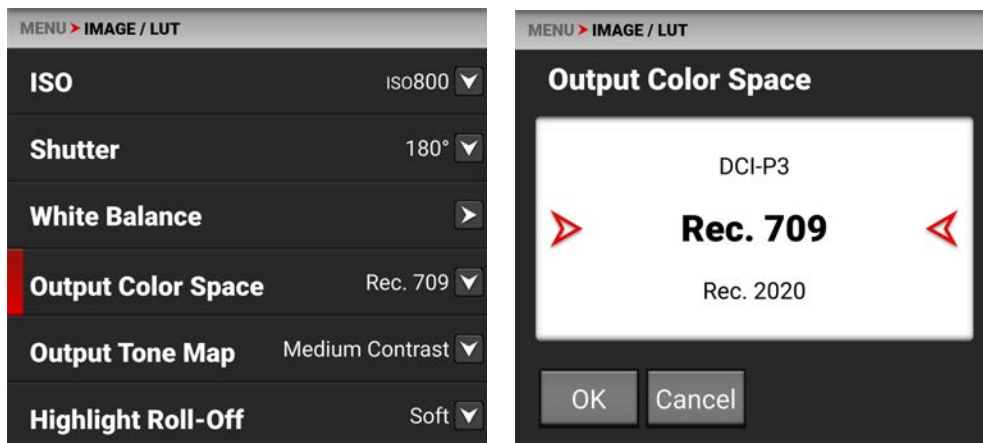 MENU > IMAGE / LUT
ISO ISO800
Shutter 180°
White Balance
Output Color Space Rec. 709
Output Tone Map Medium Contrast
Highlight Roll-Off Soft
MENU > IMAGE / LUT
Output Color Space
DCI-P3
Rec. 709
Rec. 2020
OK Cancel